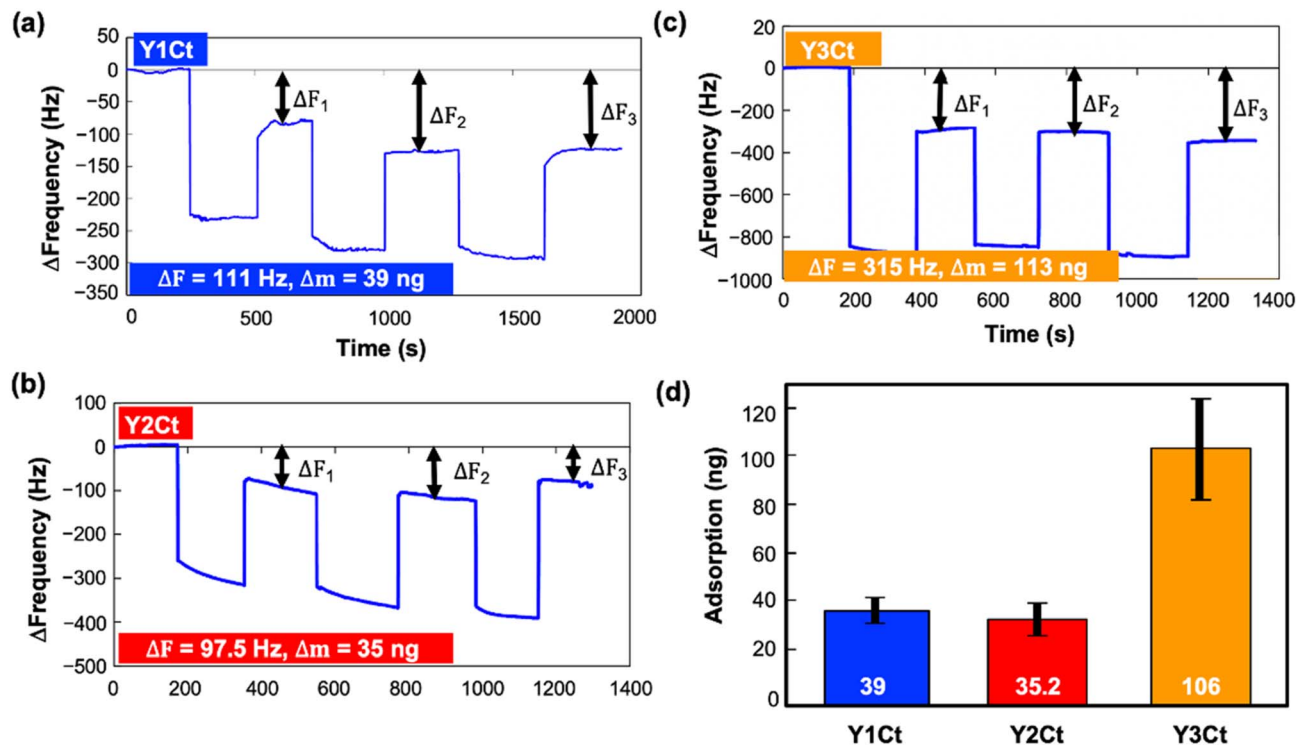 (a)
Y1Ct
ΔFrequency (Hz)
50
0
−50
−100
−150
−200
−250
−300
−350
ΔF₁
ΔF₂
ΔF₃
ΔF = 111 Hz, Δm = 39 ng
0
500
1000
1500
2000
Time (s)
(b)
Y2Ct
ΔFrequency (Hz)
100
0
−100
−200
−300
−400
−500
ΔF₁
ΔF₂
ΔF₃
ΔF = 97.5 Hz, Δm = 35 ng
0
200
400
600
800
1000
1200
1400
(c)
Y3Ct
ΔFrequency (Hz)
20
0
−200
−400
−600
−800
−1000
ΔF₁
ΔF₂
ΔF₃
ΔF = 315 Hz, Δm = 113 ng
0
200
400
600
800
1000
1200
1400
Time (s)
(d)
Adsorption (ng)
120
100
80
60
40
20
0
39
35.2
106
Y1Ct
Y2Ct
Y3Ct